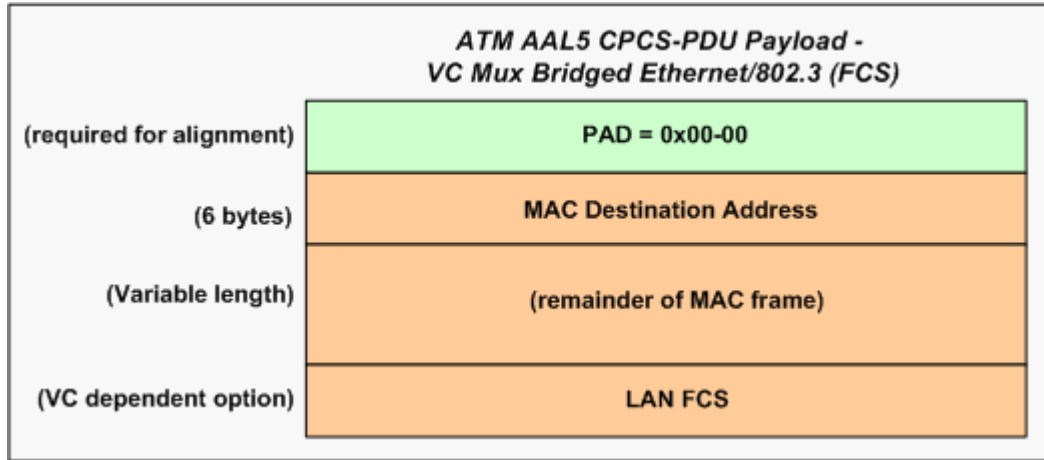 ATM AAL5 CPCS-PDU Payload -
VC Mux Bridged Ethernet/802.3 (FCS)
(required for alignment) PAD = 0x00-00
(6 bytes) MAC Destination Address
(Variable length) (remainder of MAC frame)
(VC dependent option) LAN FCS